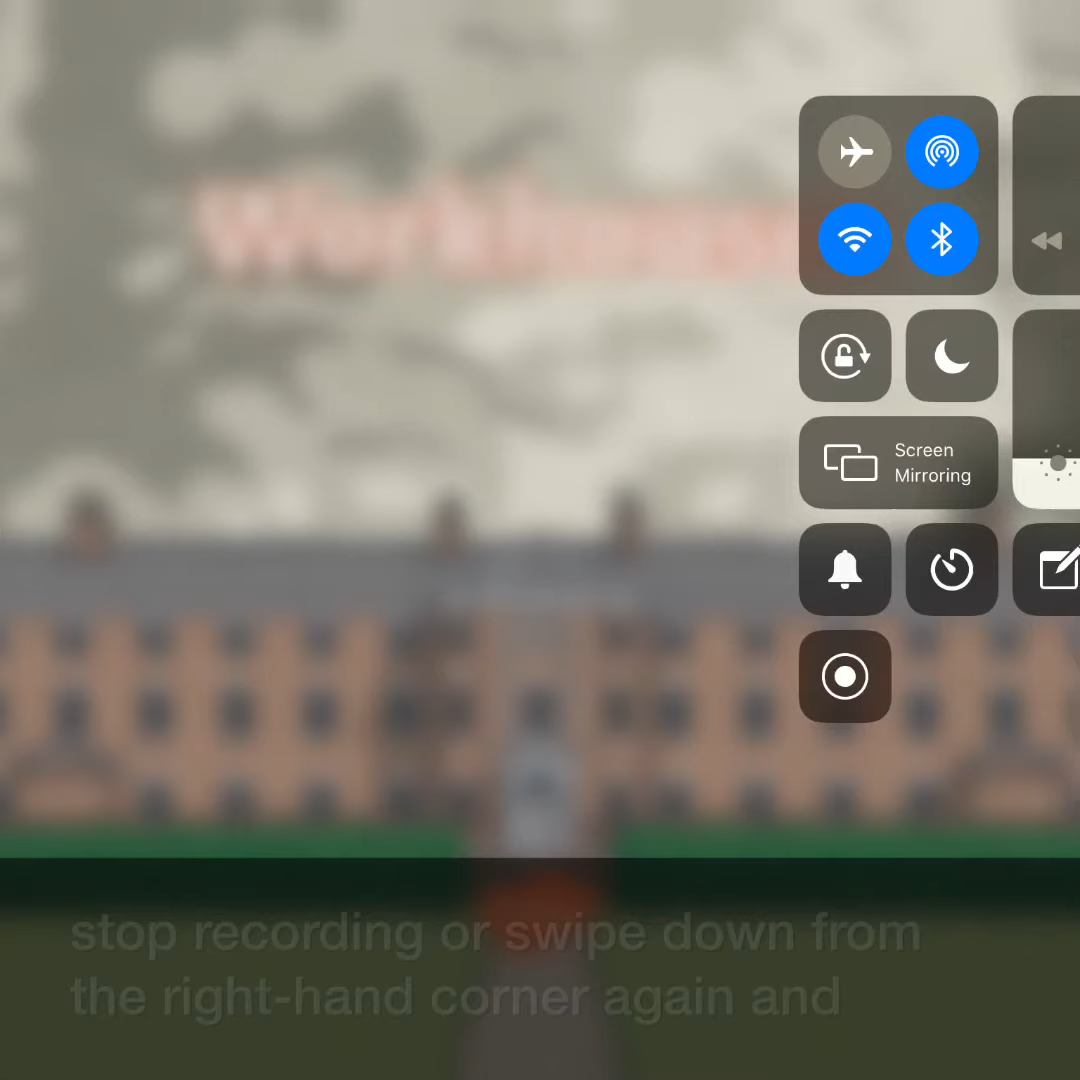 Screen
Mirroring
stop recording or swipe down from
the right-hand corner again and